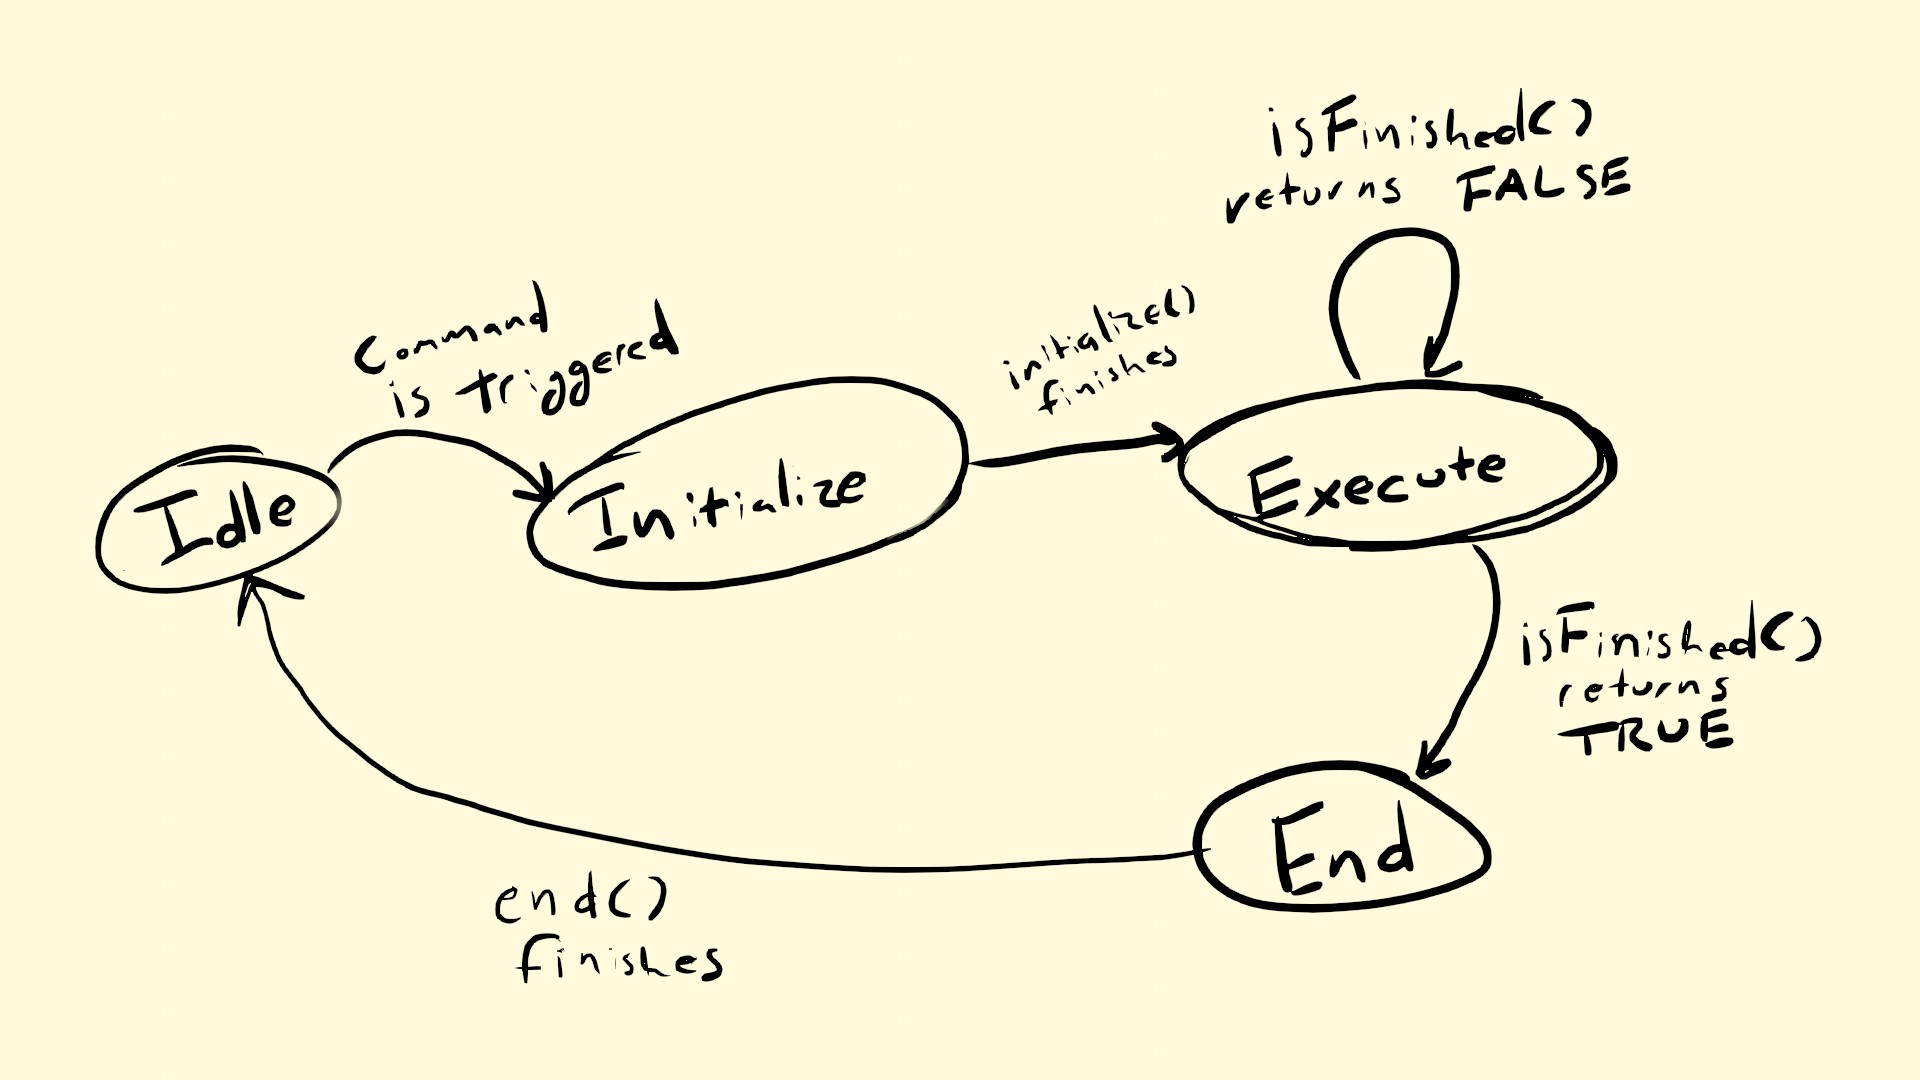 isFinished()
returns FALSE
Command
is triggered
initialize()
finishes
Idle
Initialize
Execute
isFinished()
returns
TRUE
End
end()
finishes